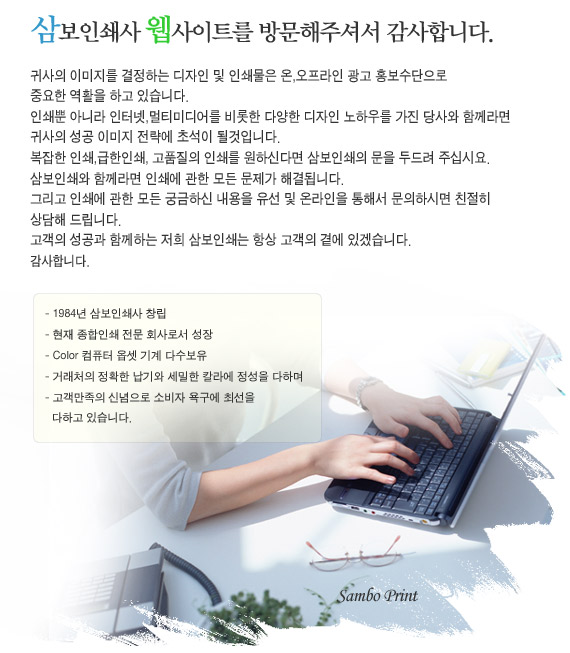 삼보인쇄사 웹사이트를 방문해주셔서 감사합니다.
귀사의 이미지를 결정하는 디자인 및 인쇄물은 온,오프라인 광고 홍보수단으로
중요한 역활을 하고 있습니다.
인쇄뿐 아니라 인터넷,멀티미디어를 비롯한 다양한 디자인 노하우를 가진 당사와 함께라면
귀사의 성공 이미지 전략에 초석이 될것입니다.
복잡한 인쇄,급한인쇄, 고품질의 인쇄를 원하신다면 삼보인쇄의 문을 두드려 주십시요.
삼보인쇄와 함께라면 인쇄에 관한 모든 문제가 해결됩니다.
그리고 인쇄에 관한 모든 궁금하신 내용을 유선 및 온라인을 통해서 문의하시면 친절히
상담해 드립니다.
고객의 성공과 함께하는 저희 삼보인쇄는 항상 고객의 곁에 있겠습니다.
감사합니다.
- 1984년 삼보인쇄사 창립
- 현재 종합인쇄 전문 회사로서 성장
- Color 컴퓨터 옵셋 기계 다수보유
- 거래처의 정확한 납기와 세밀한 칼라에 정성을 다하며
- 고객만족의 신념으로 소비자 욕구에 최선을
다하고 있습니다.
Sambo Print